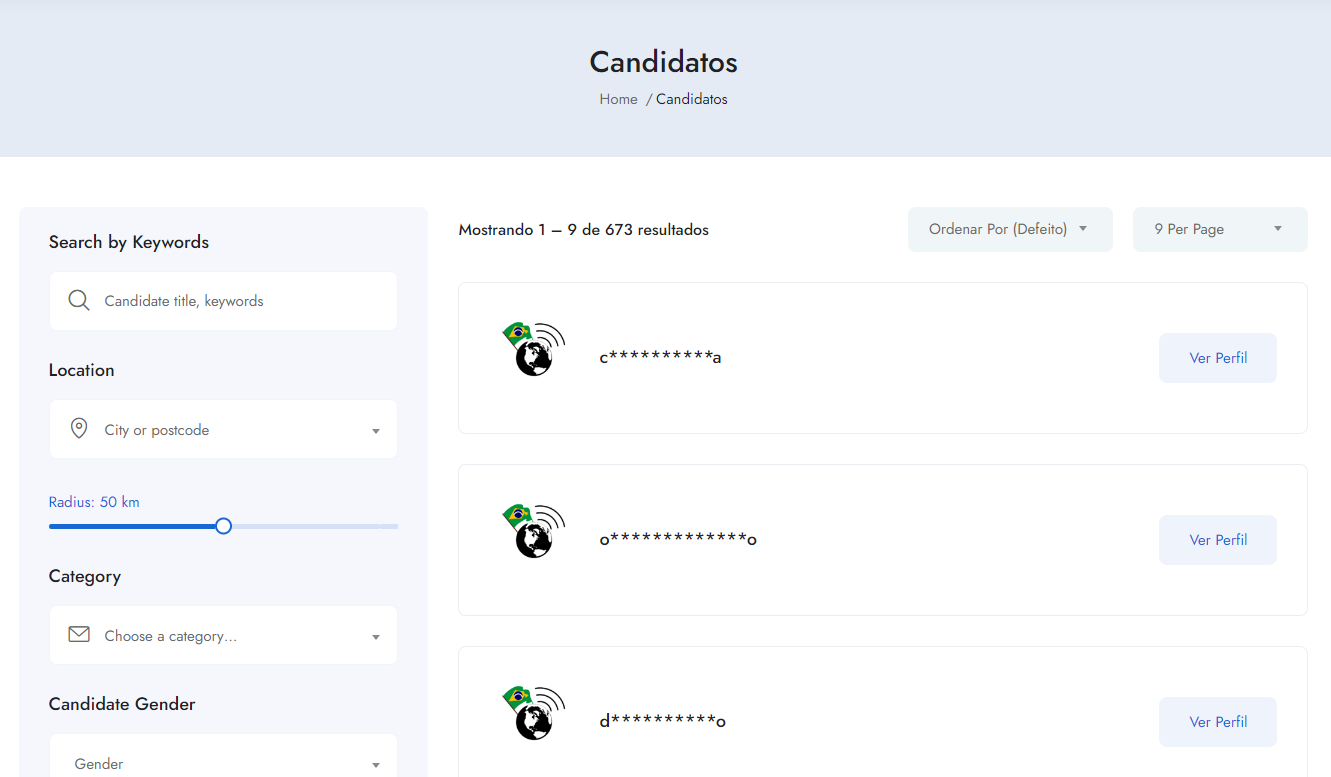 Candidatos
Home / Candidatos
Search by Keywords
Candidate title, keywords
Location
City or postcode
Radius: 50 km
Category
Choose a category...
Candidate Gender
Gender
Mostrando 1 – 9 de 673 resultados
Ordenar Por (Defeito)
9 Per Page
c**********a
Ver Perfil
o*************o
Ver Perfil
d**********o
Ver Perfil